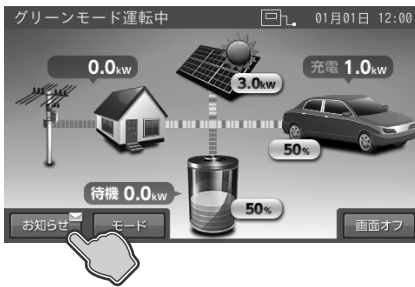 グリーンモード運転中
01月01日 12:00
0.0kW
3.0kW
充電 1.0kW
50%
待機 0.0kW
50%
お知らせ
モード
画面オフ